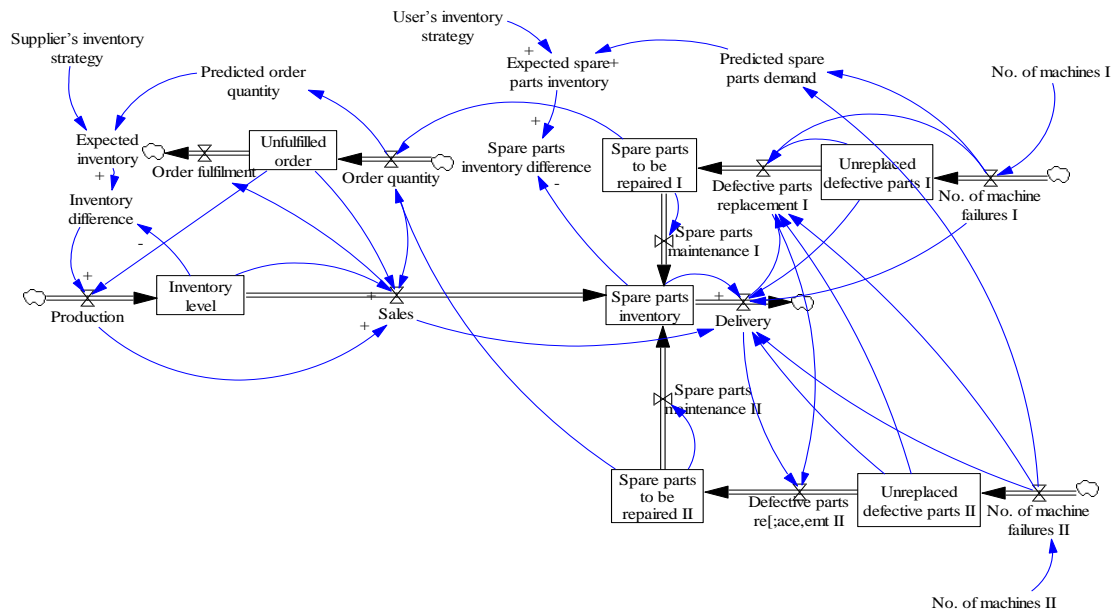 User's inventory
strategy
Supplier's inventory
strategy
Predicted order
quantity
+
+
Expected spare
parts inventory
Predicted spare
parts demand
No. of machines I
+
Expected
inventory
+
Unfulfilled
order
Order fulfilment
Order quantity
+
Spare parts
inventory difference
-
Spare parts
to be
repaired I
Defective parts
replacement I
Unreplaced
defective parts I
No. of machine
failures I
Inventory
difference
-
+
Spare parts
maintenance I
Production
Inventory
level
+
+
Sales
Spare parts
inventory
+
Delivery
Spare parts
maintenance II
Spare parts
to be
repaired II
Defective parts
re[;ace,emt II
Unreplaced
defective parts II
No. of machine
failures II
No. of machines II